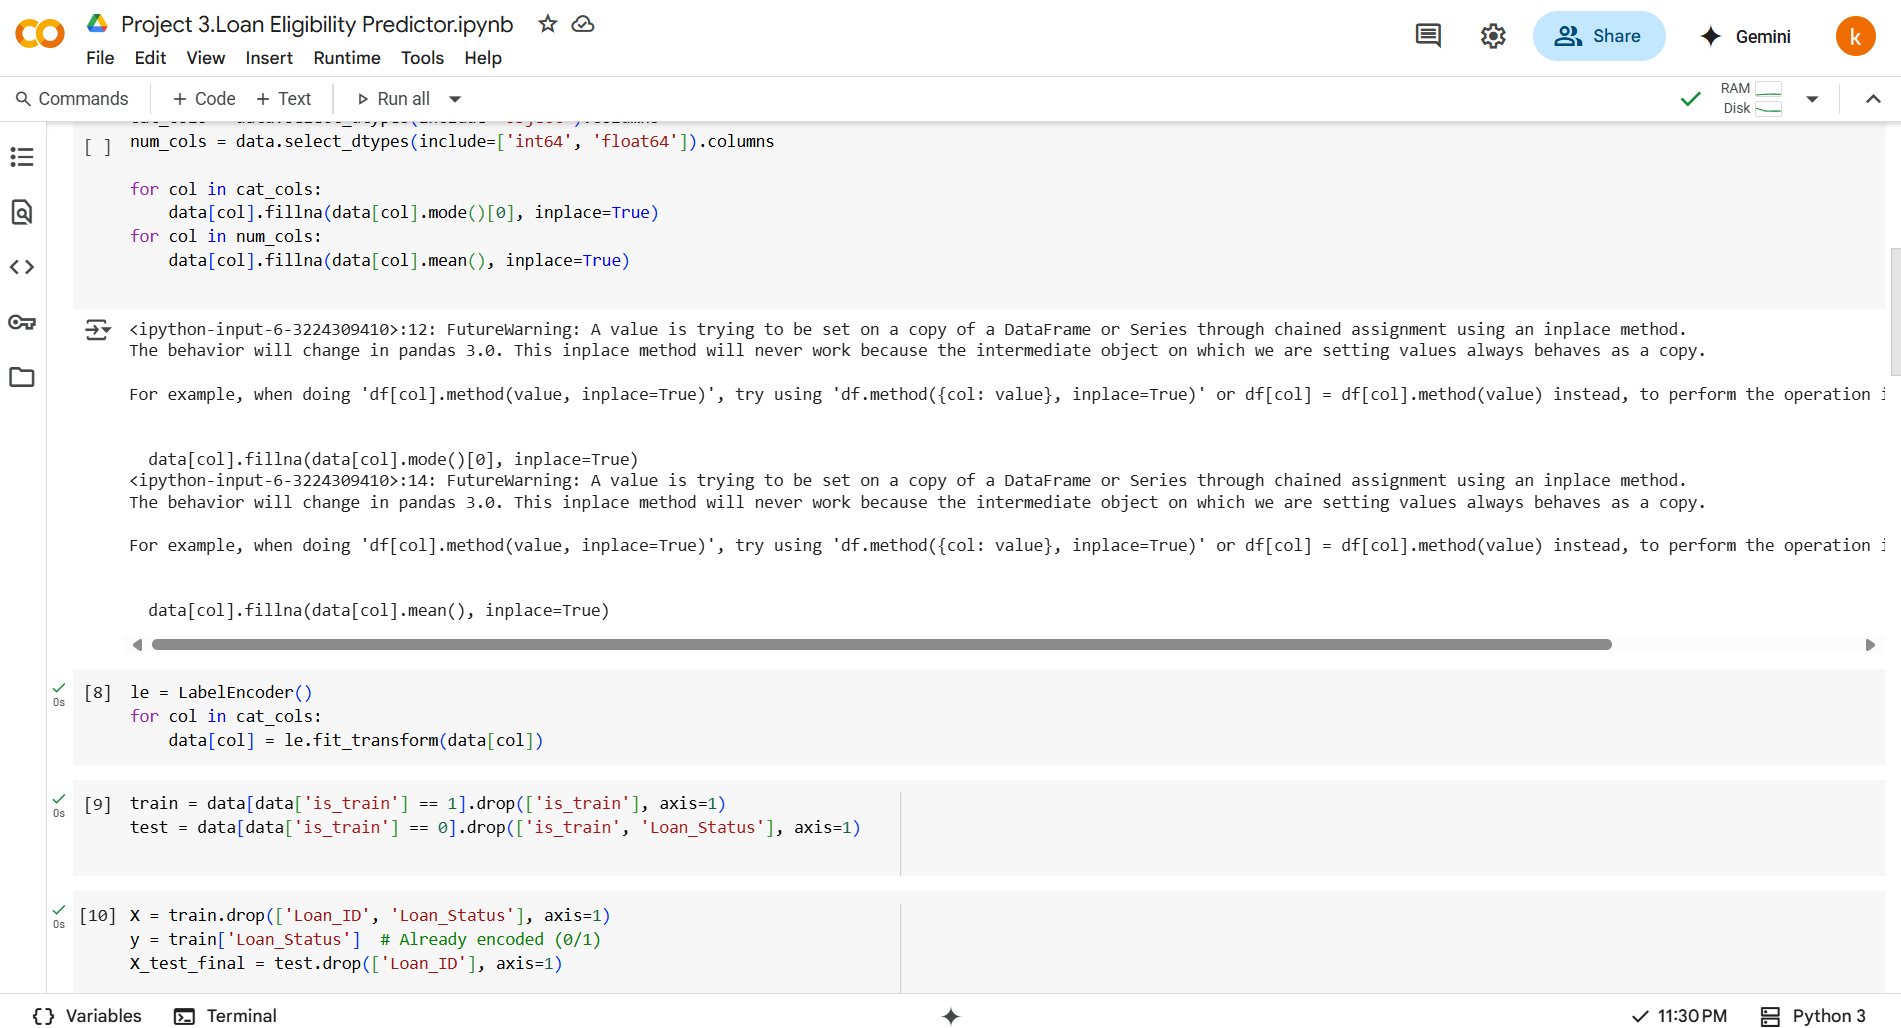 Project 3.Loan Eligibility Predictor.ipynb
File Edit View Insert Runtime Tools Help
Share
Gemini
k
Commands
+ Code + Text
Run all
RAM
Disk
[ ]
num_cols = data.select_dtypes(include=['int64', 'float64']).columns
for col in cat_cols:
    data[col].fillna(data[col].mode()[0], inplace=True)
for col in num_cols:
    data[col].fillna(data[col].mean(), inplace=True)
<ipython-input-6-3224309410>:12: FutureWarning: A value is trying to be set on a copy of a DataFrame or Series through chained assignment using an inplace method.
The behavior will change in pandas 3.0. This inplace method will never work because the intermediate object on which we are setting values always behaves as a copy.
For example, when doing 'df[col].method(value, inplace=True)', try using 'df.method({col: value}, inplace=True)' or df[col] = df[col].method(value) instead, to perform the operation i
  data[col].fillna(data[col].mode()[0], inplace=True)
<ipython-input-6-3224309410>:14: FutureWarning: A value is trying to be set on a copy of a DataFrame or Series through chained assignment using an inplace method.
The behavior will change in pandas 3.0. This inplace method will never work because the intermediate object on which we are setting values always behaves as a copy.
For example, when doing 'df[col].method(value, inplace=True)', try using 'df.method({col: value}, inplace=True)' or df[col] = df[col].method(value) instead, to perform the operation i
  data[col].fillna(data[col].mean(), inplace=True)
0s
[8] le = LabelEncoder()
for col in cat_cols:
    data[col] = le.fit_transform(data[col])
0s
[9] train = data[data['is_train'] == 1].drop(['is_train'], axis=1)
test = data[data['is_train'] == 0].drop(['is_train', 'Loan_Status'], axis=1)
0s
[10] X = train.drop(['Loan_ID', 'Loan_Status'], axis=1)
y = train['Loan_Status']  # Already encoded (0/1)
X_test_final = test.drop(['Loan_ID'], axis=1)
Variables
Terminal
11:30 PM
Python 3